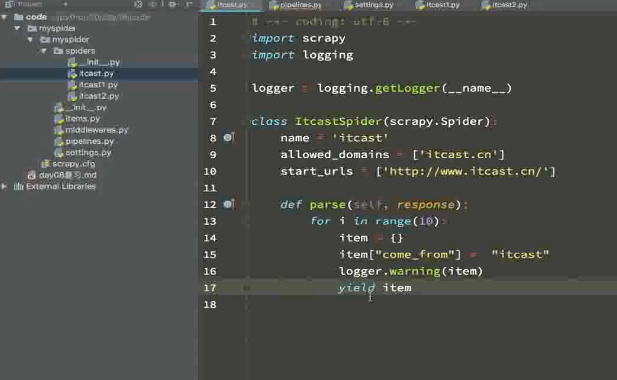 Project
itcast.py pipelines.py settings.py itcast1.py itcast2.py
code
myspider
myspider
spiders
__init__.py
itcast.py
itcast1.py
itcast2.py
__init__.py
items.py
middlewares.py
pipelines.py
settings.py
scrapy.cfg
day08复习.md
External Libraries
1 # -*- coding: utf-8 -*-
2 import scrapy
3 import logging
4
5 logger = logging.getLogger(__name__)
6
7 class ItcastSpider(scrapy.Spider):
8 name = 'itcast'
9 allowed_domains = ['itcast.cn']
10 start_urls = ['http://www.itcast.cn/']
11
12 def parse(self, response):
13 for i in range(10):
14 item = {}
15 item["come_from"] = "itcast"
16 logger.warning(item)
17 yield item
18